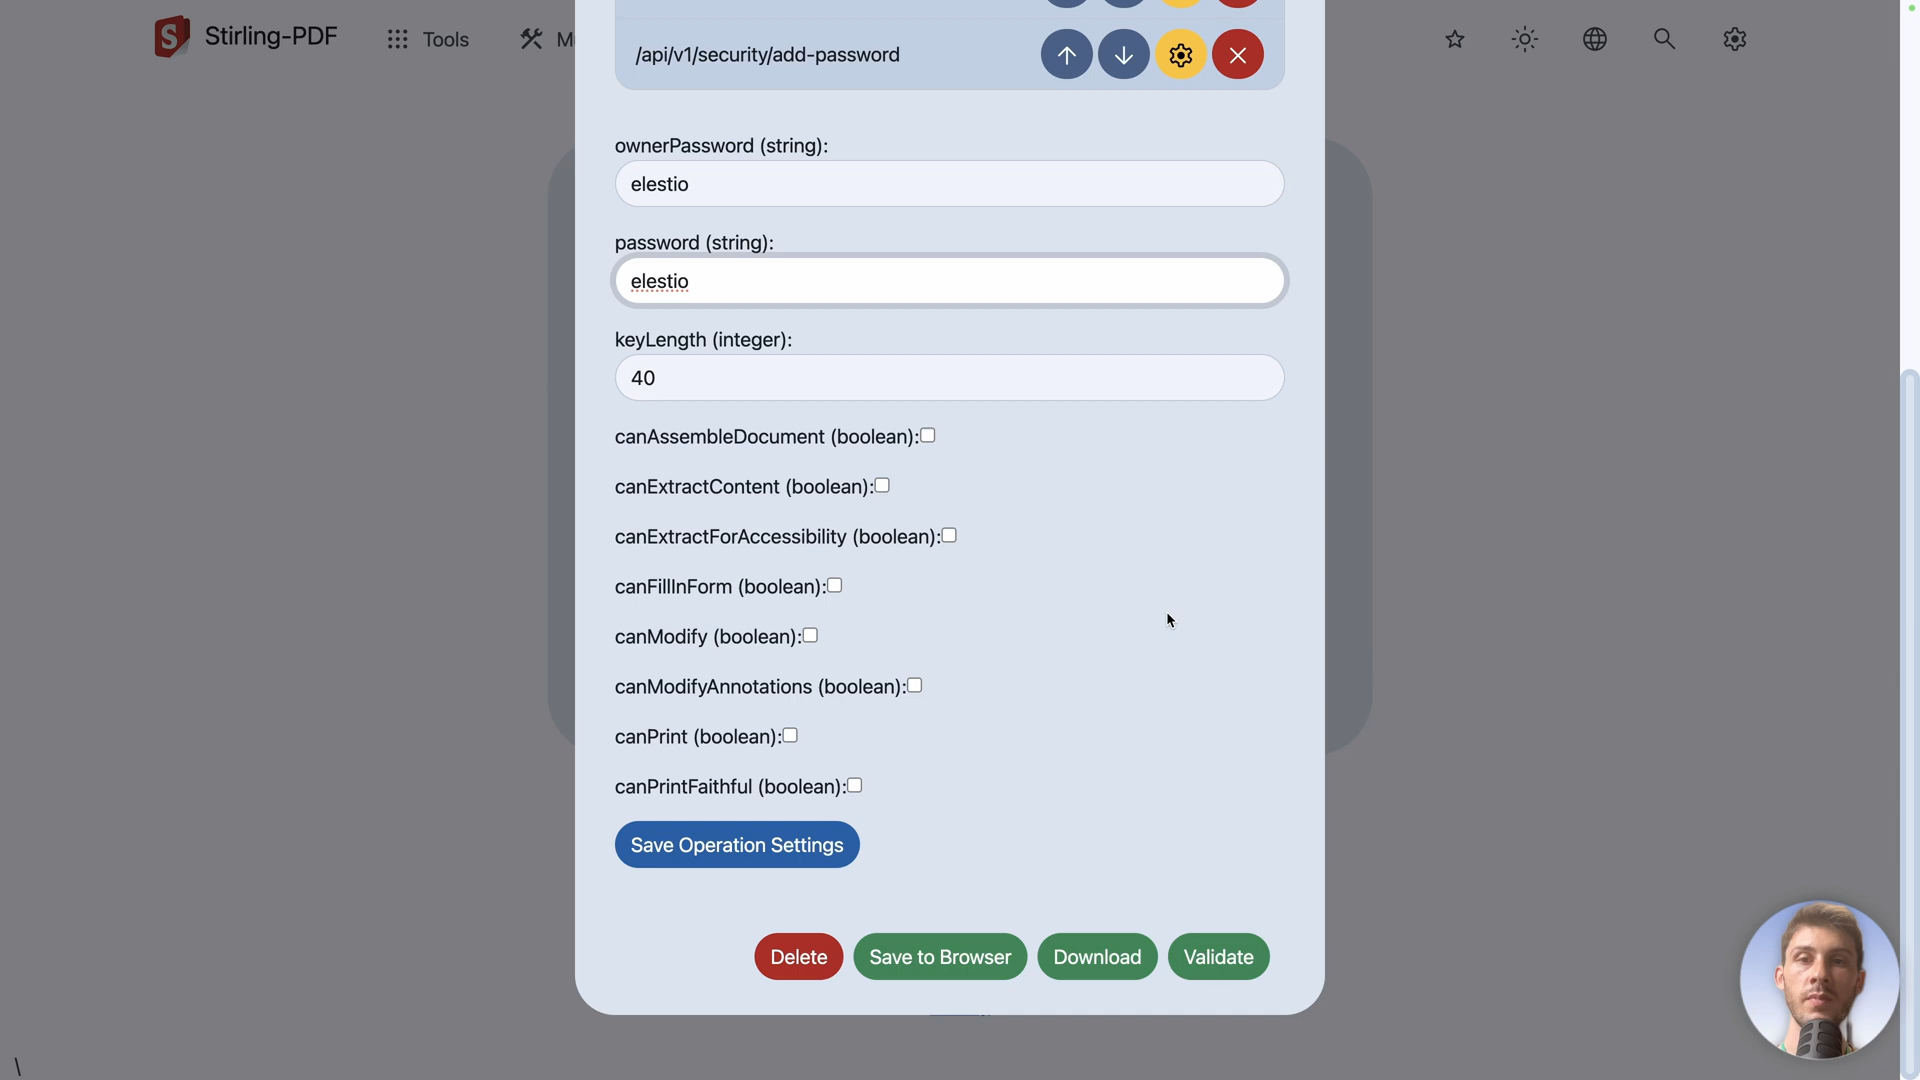 Stirling-PDF
Tools
M
/api/v1/security/add-password
ownerPassword (string):
elestio
password (string):
elestio
keyLength (integer):
40
canAssembleDocument (boolean):
canExtractContent (boolean):
canExtractForAccessibility (boolean):
canFillInForm (boolean):
canModify (boolean):
canModifyAnnotations (boolean):
canPrint (boolean):
canPrintFaithful (boolean):
Save Operation Settings
Delete
Save to Browser
Download
Validate
\